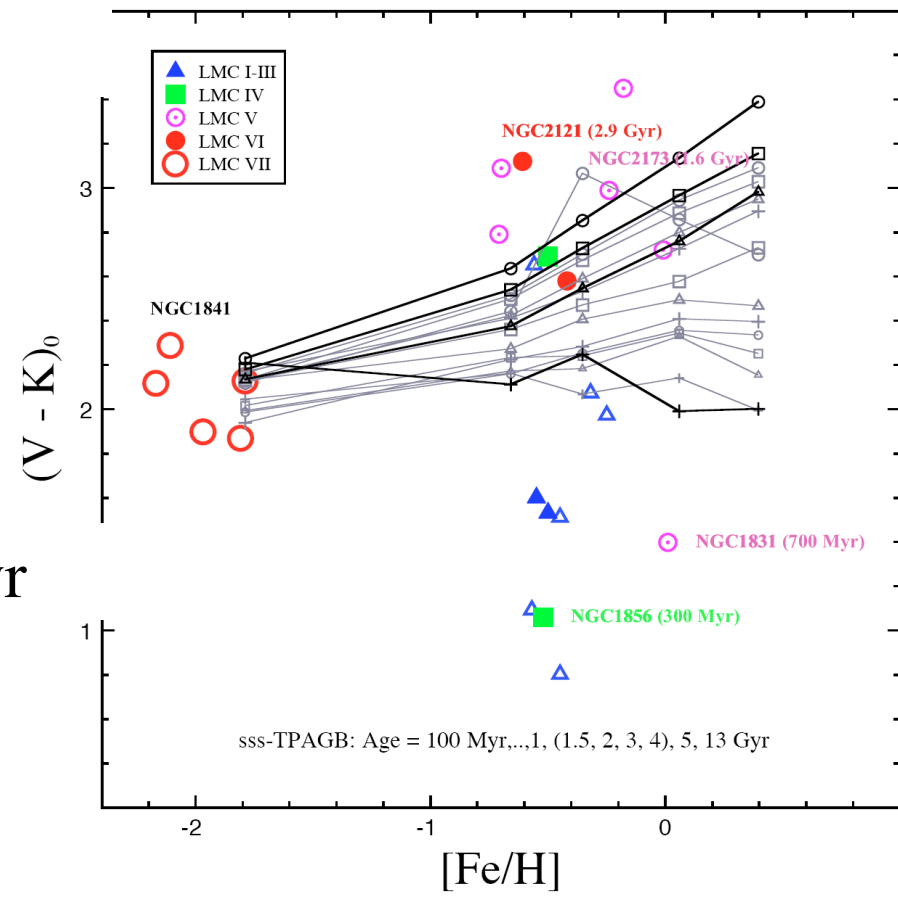 LMC I-III
LMC IV
LMC V
LMC VI
LMC VII
NGC2121 (2.9 Gyr)
NGC2173 (1.6 Gyr)
3
NGC1841
2
(V - K)₀
NGC1831 (700 Myr)
yr
NGC1856 (300 Myr)
1
sss-TPAGB: Age = 100 Myr,..,1, (1.5, 2, 3, 4), 5, 13 Gyr
-2 -1 0
[Fe/H]